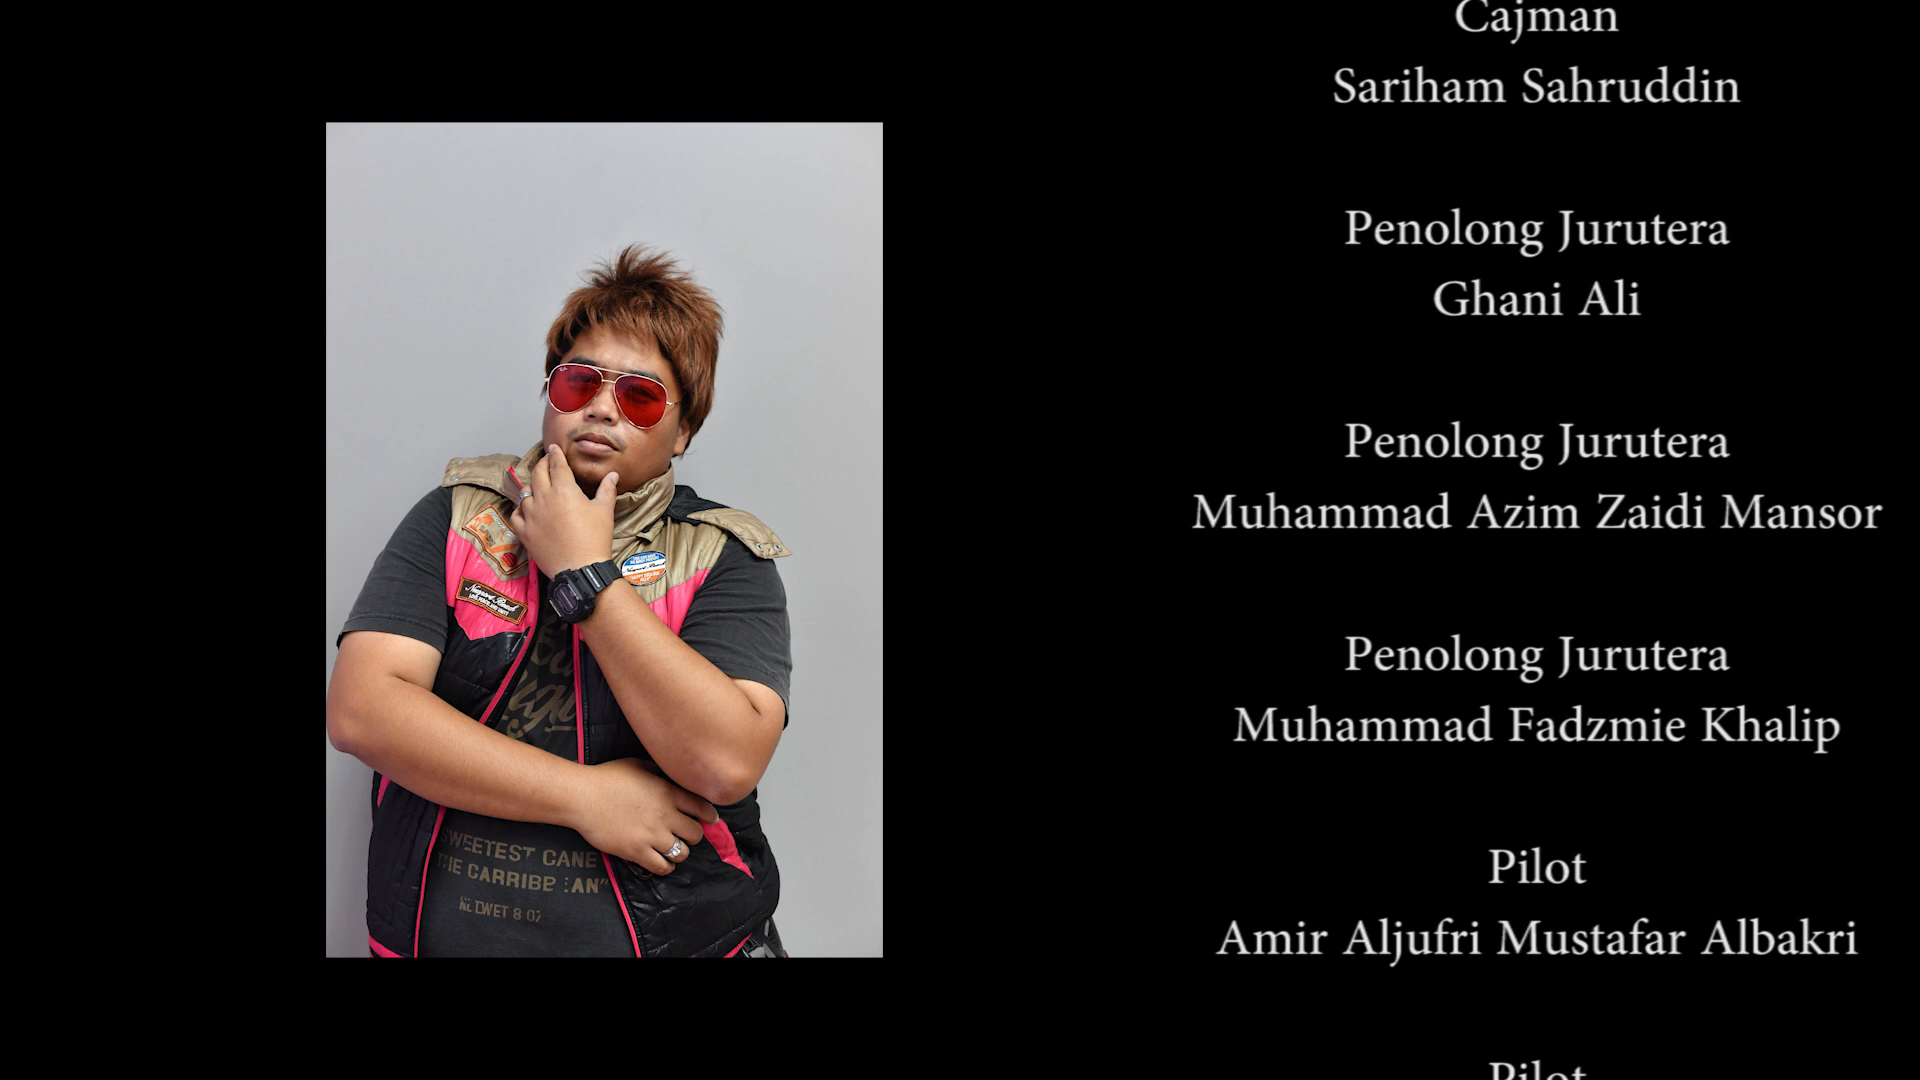 Cajman
Sariham Sahruddin
Penolong Jurutera
Ghani Ali
Penolong Jurutera
Muhammad Azim Zaidi Mansor
Penolong Jurutera
Muhammad Fadzmie Khalip
Pilot
Amir Aljufri Mustafar Albakri
Pilot
SWEETEST CANE
THE CARRIBEAN"